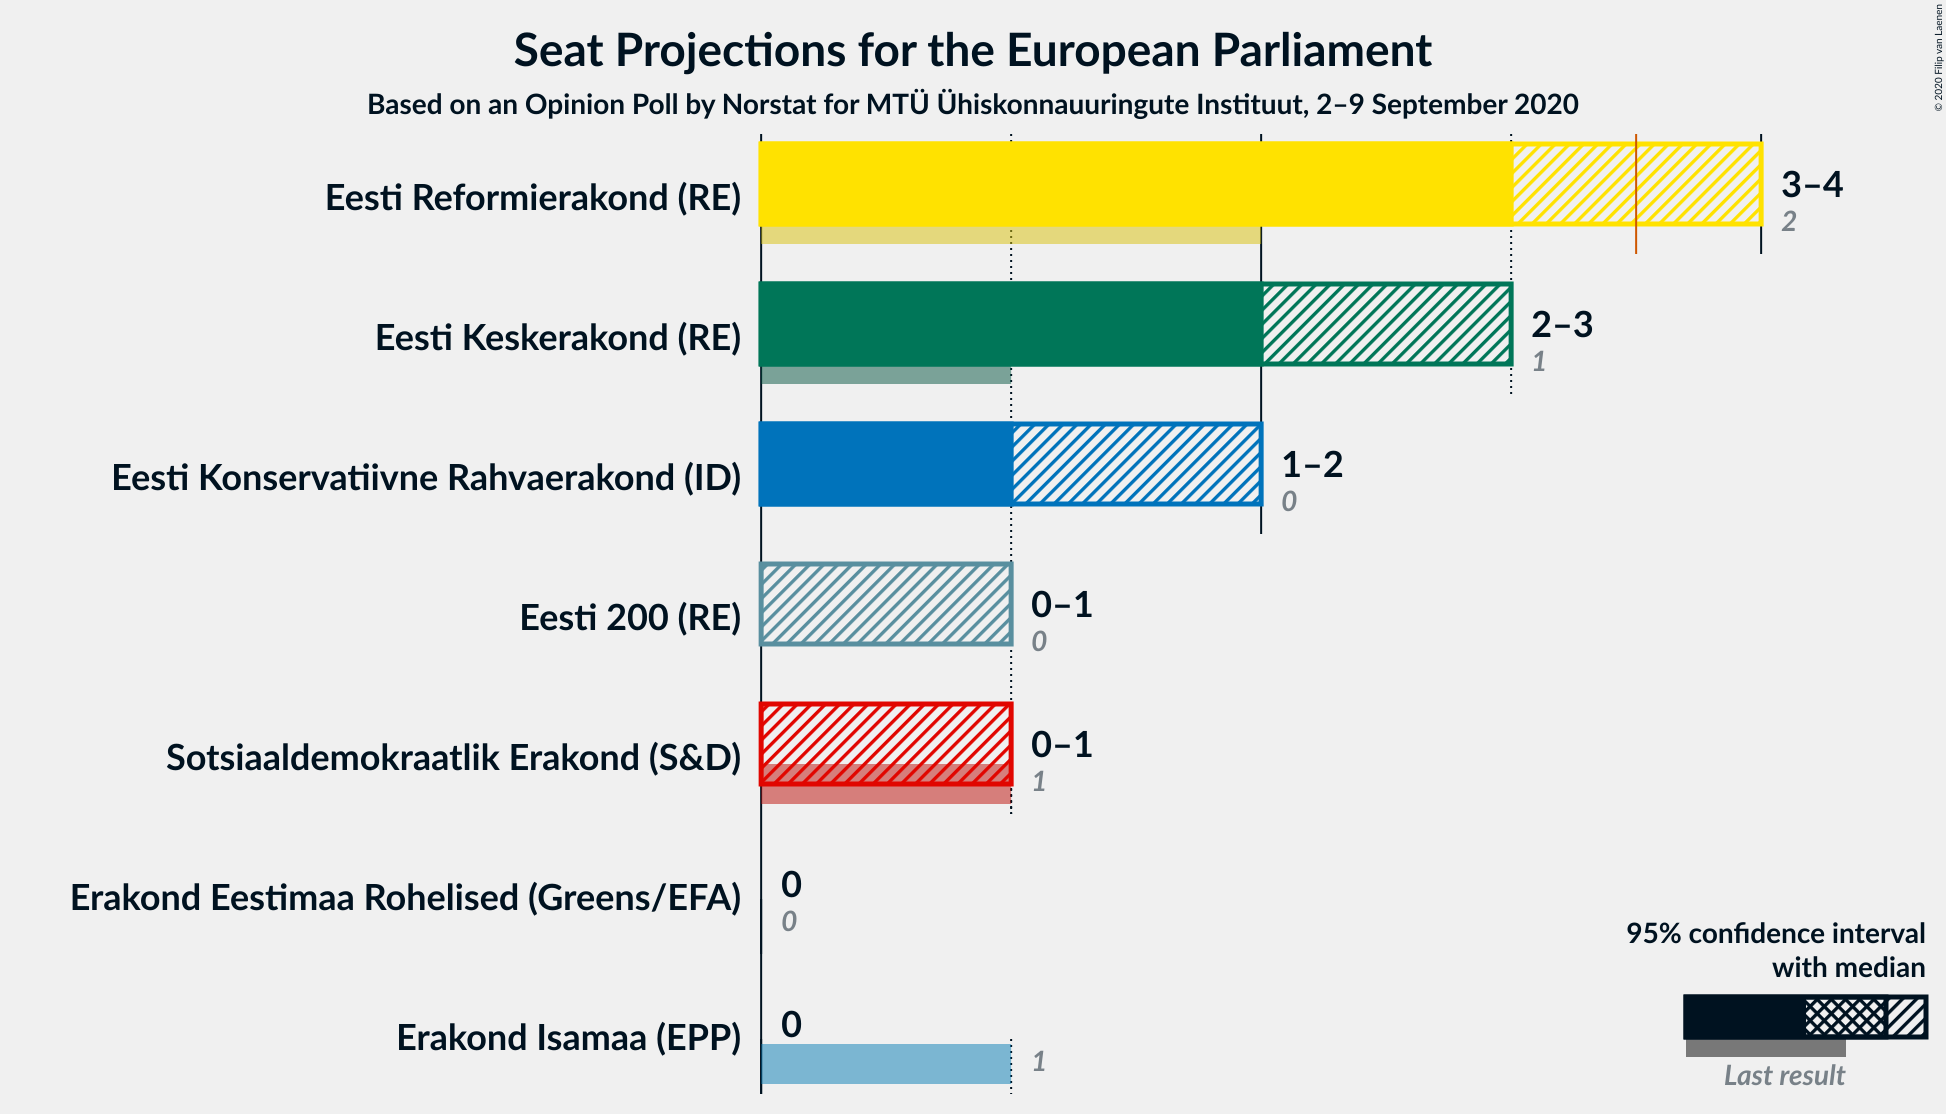 Seat Projections for the European Parliament
Based on an Opinion Poll by Norstat for MTÜ Ühiskonnauuringute Instituut, 2–9 September 2020
© 2020 Filip van Laenen
Eesti Reformierakond (RE)
3–4
2
Eesti Keskerakond (RE)
2–3
1
Eesti Konservatiivne Rahvaerakond (ID)
1–2
0
Eesti 200 (RE)
0–1
0
Sotsiaaldemokraatlik Erakond (S&D)
0–1
1
Erakond Eestimaa Rohelised (Greens/EFA)
0
0
Erakond Isamaa (EPP)
0
1
95% confidence interval
with median
Last result